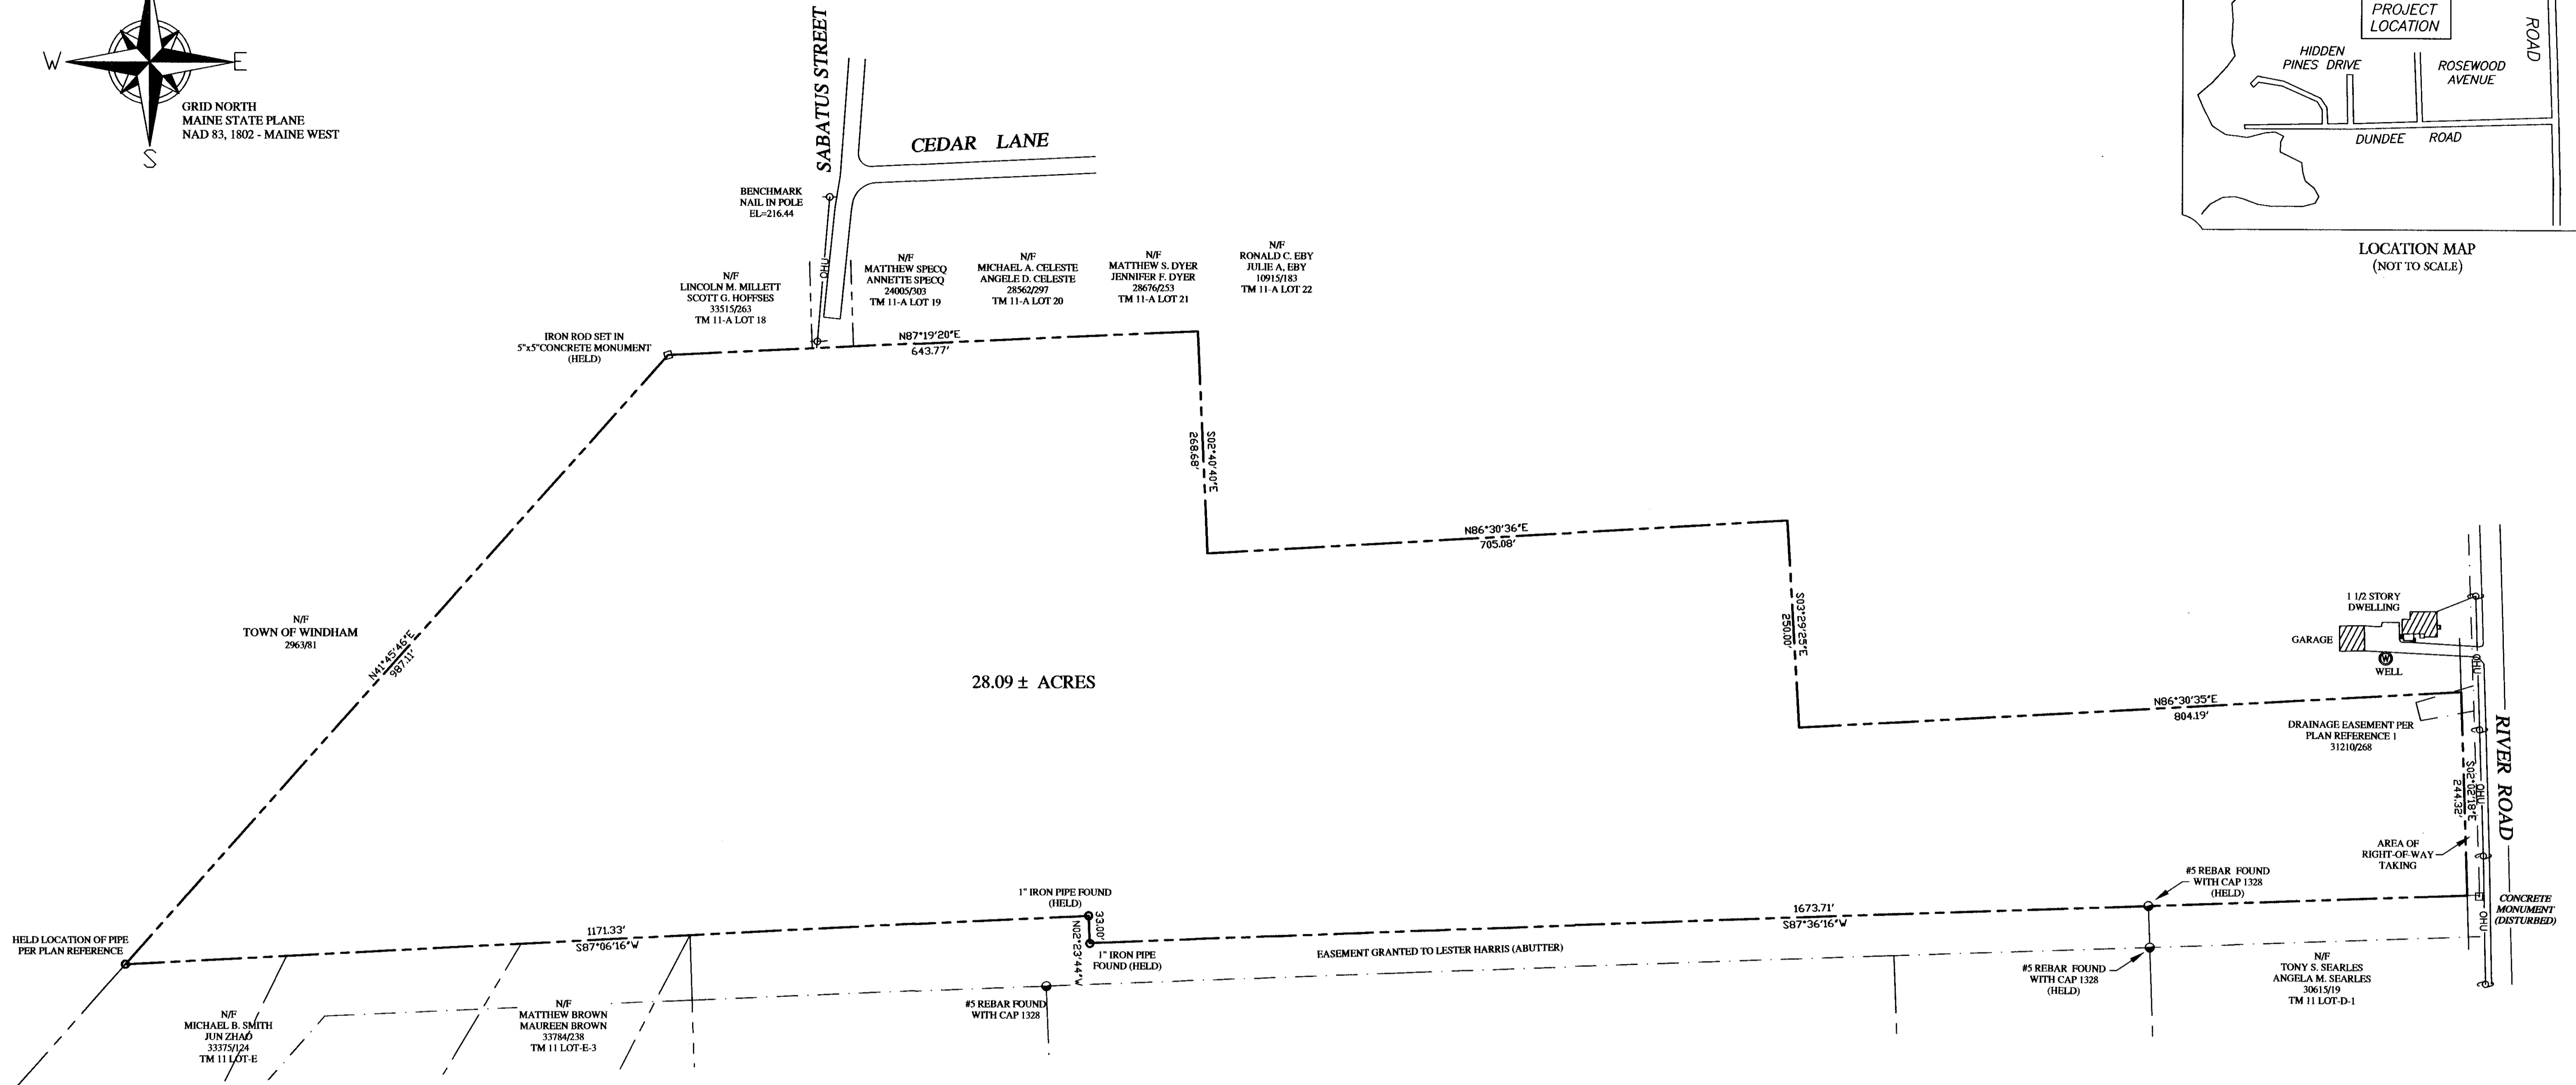 W
E
S
GRID NORTH
MAINE STATE PLANE
NAD 83, 1802 - MAINE WEST
SABATUS STREET
CEDAR LANE
BENCHMARK
NAIL IN POLE
EL=216.44
OHU
PROJECT
LOCATION
ROAD
HIDDEN
PINES DRIVE
ROSEWOOD
AVENUE
DUNDEE ROAD
LOCATION MAP
(NOT TO SCALE)
N/F
LINCOLN M. MILLETT
SCOTT G. HOFFSES
33515/263
TM 11-A LOT 18
N/F
MATTHEW SPECQ
ANNETTE SPECQ
24005/303
TM 11-A LOT 19
N/F
MICHAEL A. CELESTE
ANGELE D. CELESTE
28562/297
TM 11-A LOT 20
N/F
MATTHEW S. DYER
JENNIFER F. DYER
28676/253
TM 11-A LOT 21
N/F
RONALD C. EBY
JULIE A, EBY
10915/183
TM 11-A LOT 22
IRON ROD SET IN
5"x5"CONCRETE MONUMENT
(HELD)
N87°19'20"E
643.77'
S02°40'40"E
268.68'
N86°30'36"E
705.08'
S03°29'25"E
250.00'
N/F
TOWN OF WINDHAM
2963/81
N41°45'46"E
987.11'
28.09 ± ACRES
1 1/2 STORY
DWELLING
GARAGE
W
WELL
OHU
N86°30'35"E
804.19'
DRAINAGE EASEMENT PER
PLAN REFERENCE 1
31210/268
RIVER ROAD
S02°02'18"E
244.32'
OHU
AREA OF
RIGHT-OF-WAY
TAKING
#5 REBAR FOUND
WITH CAP 1328
(HELD)
CONCRETE
MONUMENT
(DISTURBED)
OHU
1" IRON PIPE FOUND
(HELD)
33.00'
N02°23'44"W
1673.71'
S87°36'16"W
1171.33'
S87°06'16"W
HELD LOCATION OF PIPE
PER PLAN REFERENCE
1" IRON PIPE
FOUND (HELD)
EASEMENT GRANTED TO LESTER HARRIS (ABUTTER)
#5 REBAR FOUND
WITH CAP 1328
(HELD)
N/F
TONY S. SEARLES
ANGELA M. SEARLES
30615/19
TM 11 LOT-D-1
#5 REBAR FOUND
WITH CAP 1328
N/F
MATTHEW BROWN
MAUREEN BROWN
33784/238
TM 11 LOT-E-3
N/F
MICHAEL B. SMITH
JUN ZHAO
33375/124
TM 11 LOT-E